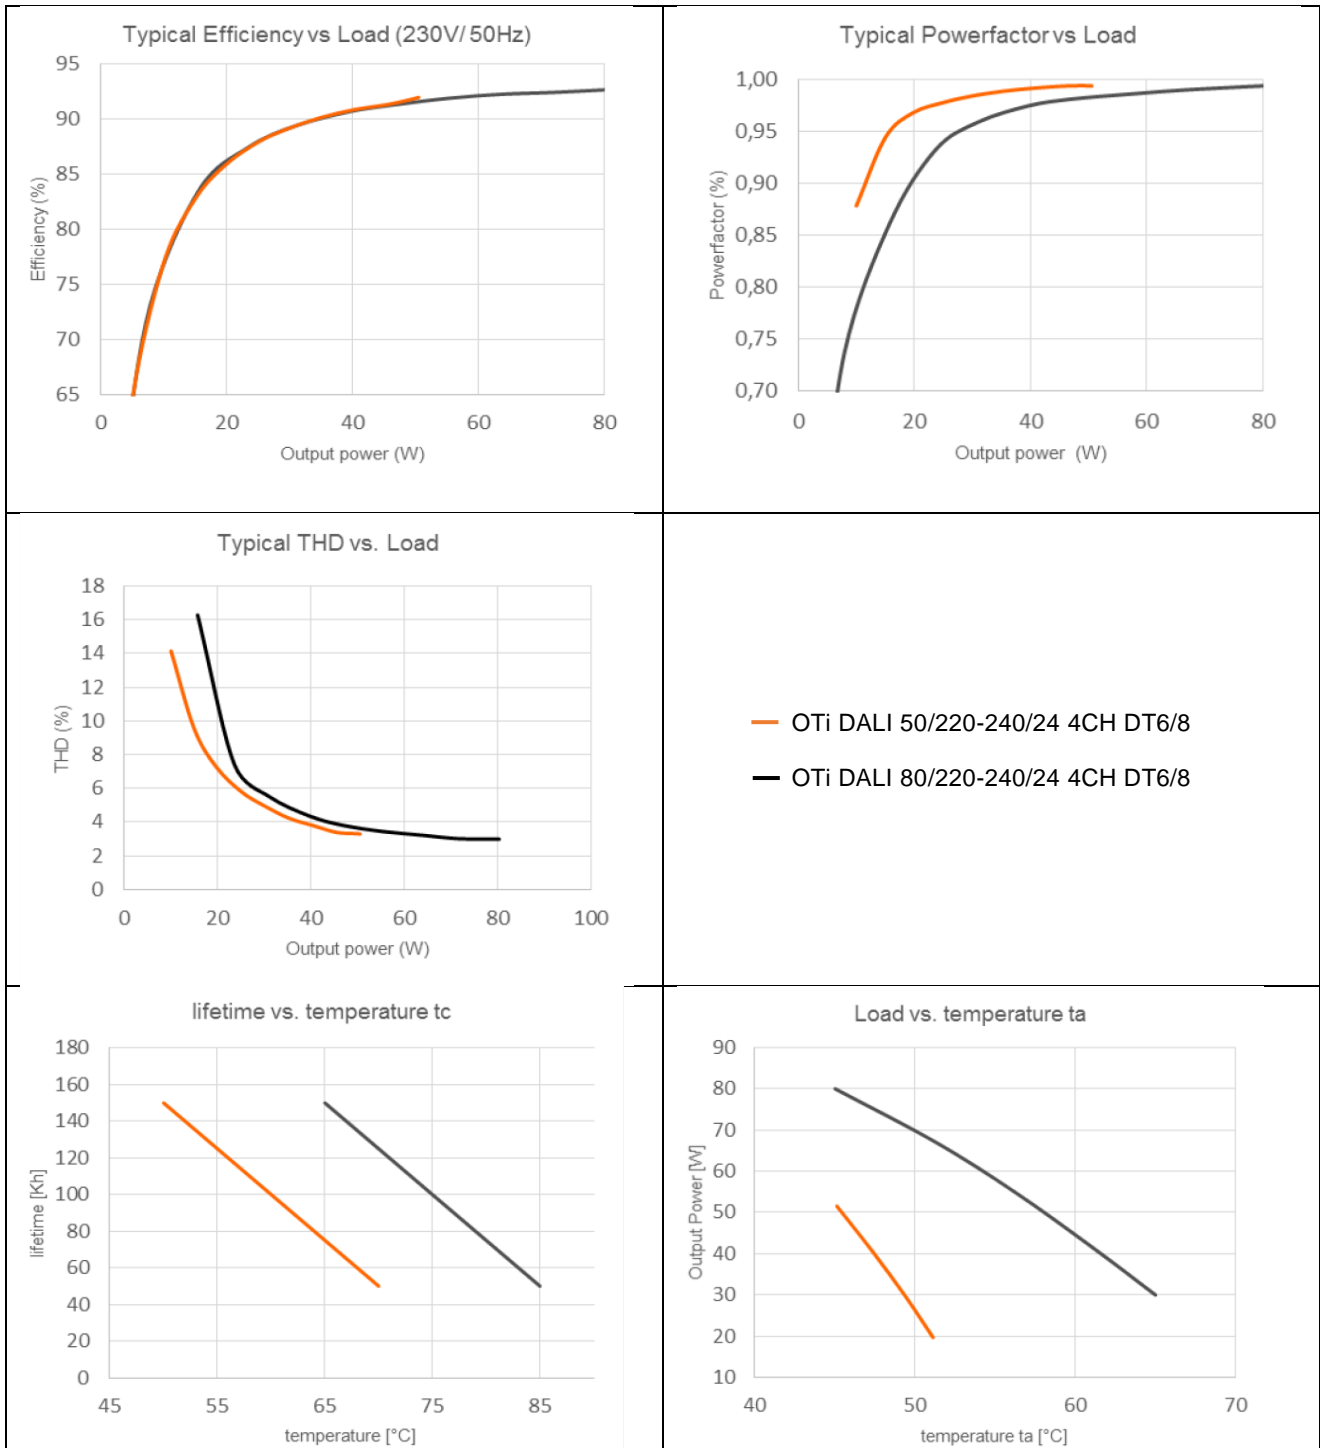 Typical Efficiency vs Load (230V/ 50Hz)
95
90
85
80
75
70
65
Efficiency (%)
0 20 40 60 80
Output power (W)
Typical Powerfactor vs Load
1,00
0,95
0,90
0,85
0,80
0,75
0,70
Powerfactor (%)
0 20 40 60 80
Output power (W)
Typical THD vs. Load
18
16
14
12
10
8
6
4
2
0
THD (%)
0 20 40 60 80 100
Output power (W)
OTi DALI 50/220-240/24 4CH DT6/8
OTi DALI 80/220-240/24 4CH DT6/8
lifetime vs. temperature tc
180
160
140
120
100
80
60
40
20
0
lifetime [Kh]
45 55 65 75 85
temperature [°C]
Load vs. temperature ta
90
80
70
60
50
40
30
20
10
Output Power [W]
40 50 60 70
temperature ta [°C]